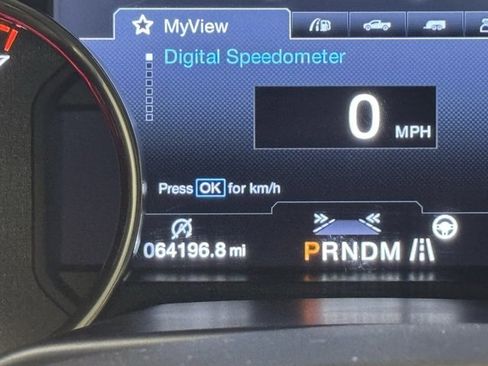 MyView
Digital Speedometer
0 MPH
Press OK for km/h
064196.8 mi
PRNDM